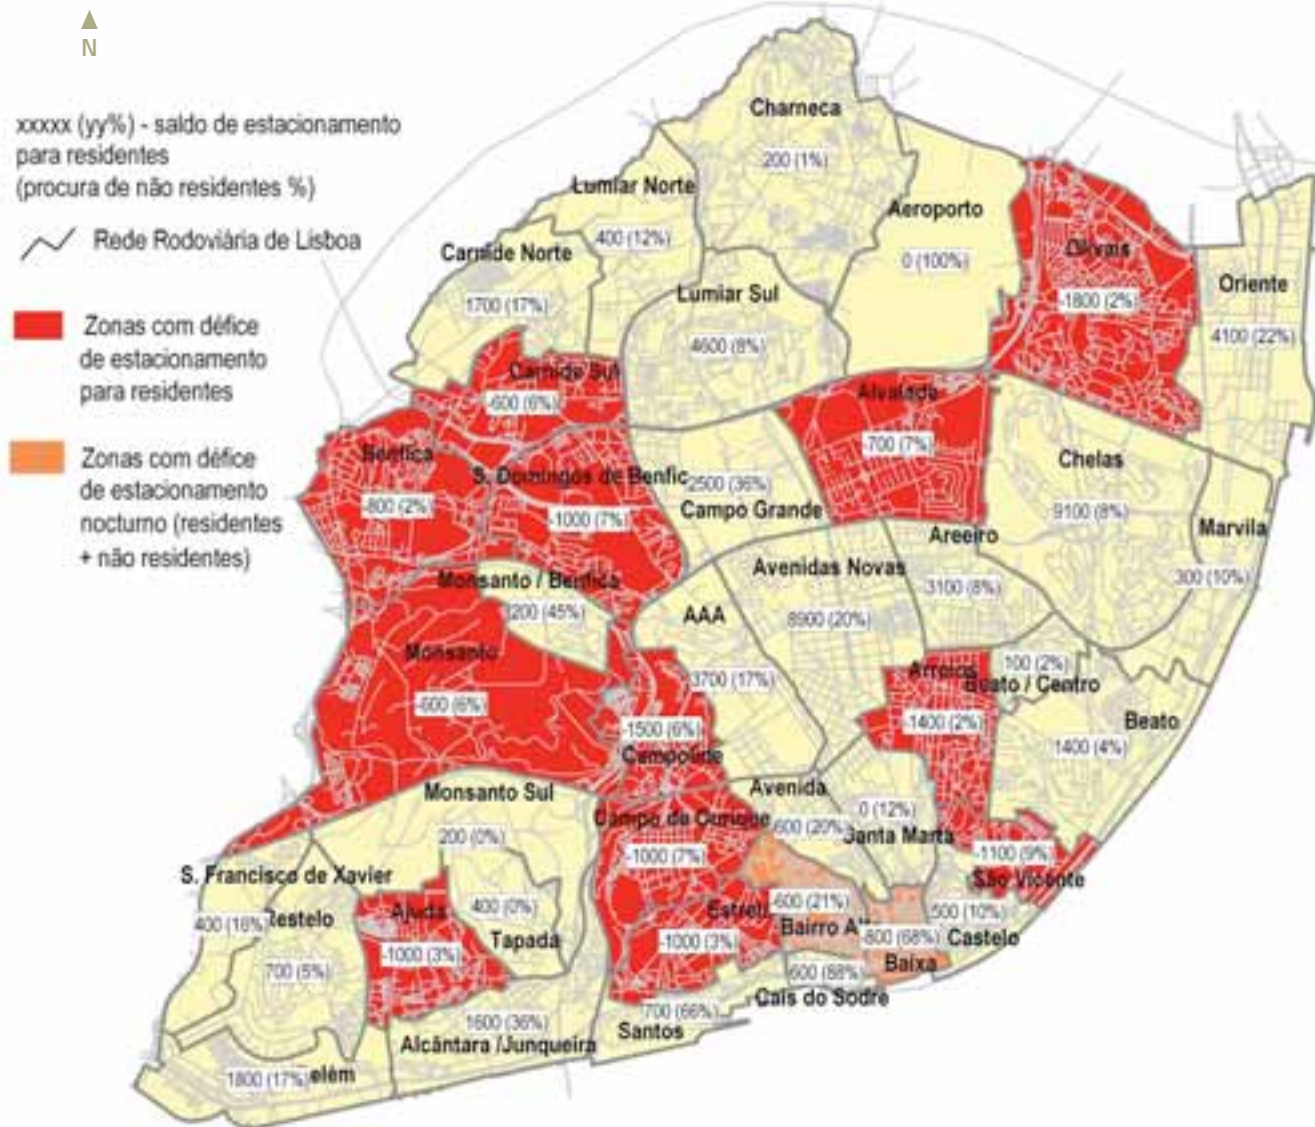 N
xxxxx (yy%) - saldo de estacionamento
para residentes
(procura de não residentes %)
Rede Rodoviária de Lisboa
Zonas com défice
de estacionamento
para residentes
Zonas com défice
de estacionamento
nocturno (residentes
+ não residentes)
Charneca
200 (1%)
Lumiar Norte
400 (12%)
Aeroporto
0 (100%)
Carnide Norte
1700 (17%)
Olivais
-1800 (2%)
Oriente
4100 (22%)
Lumiar Sul
4600 (8%)
Carnide Sul
-600 (6%)
Alvalade
-700 (7%)
Benfica
-800 (2%)
S. Domingos de Benfic
-1000 (7%)
2500 (36%)
Campo Grande
Chelas
9100 (8%)
Marvila
300 (10%)
Areeiro
3100 (8%)
Avenidas Novas
8900 (20%)
Monsanto / Benfica
200 (45%)
AAA
3700 (17%)
Monsanto
-600 (6%)
Arroios
-1400 (2%)
100 (2%)
Beato / Centro
Beato
1400 (4%)
-1500 (6%)
Campolide
Monsanto Sul
200 (0%)
Avenida
-600 (20%)
0 (12%)
Santa Marta
Campo de Ourique
-1000 (7%)
-1100 (9%)
São Vicente
S. Francisco de Xavier
400 (16%)
Restelo
700 (5%)
Ajuda
-1000 (3%)
400 (0%)
Tapada
Estrel
-1000 (3%)
-600 (21%)
Bairro A
-800 (68%)
Baixa
500 (10%)
Castelo
600 (88%)
Cais do Sodré
700 (66%)
Santos
1600 (36%)
Alcântara /Junqueira
1800 (17%)
elém